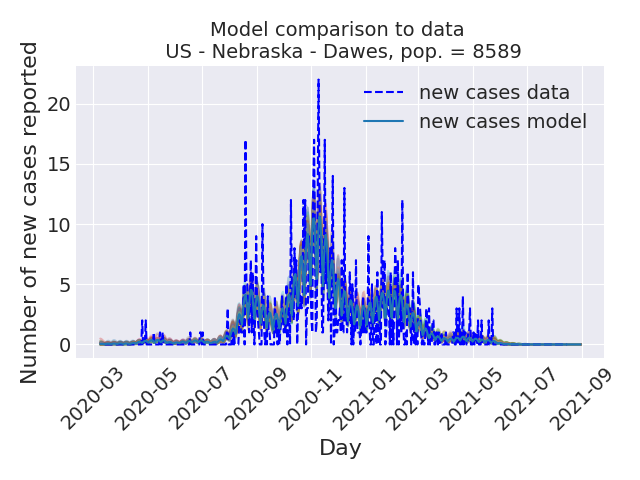 Model comparison to data
US - Nebraska - Dawes, pop. = 8589
Number of new cases reported
20
15
10
5
0
new cases data
new cases model
2020-03
2020-05
2020-07
2020-09
2020-11
2021-01
2021-03
2021-05
2021-07
2021-09
Day